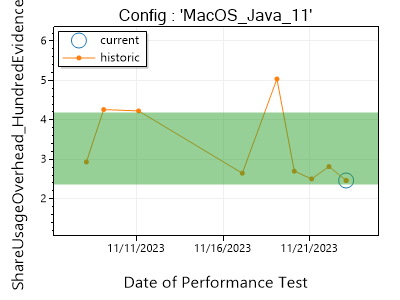 Config : 'MacOS_Java_11'
current
historic
6
5
4
3
2
ShareUsageOverhead_HundredEvidence
11/11/2023
11/16/2023
11/21/2023
Date of Performance Test